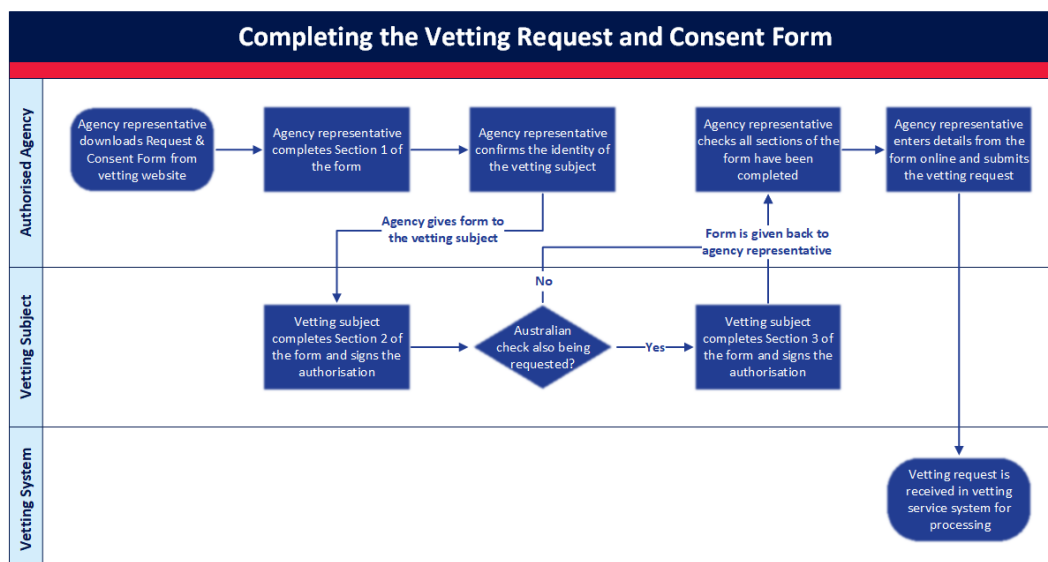 Completing the Vetting Request and Consent Form
Authorised Agency
Agency representative
downloads Request &
Consent Form from
vetting website
Agency representative
completes Section 1 of
the form
Agency representative
confirms the identity of
the vetting subject
Agency representative
checks all sections of the
form have been
completed
Agency representative
enters details from the
form online and submits
the vetting request
Agency gives form to
the vetting subject
Form is given back to
agency representative
Vetting Subject
Vetting subject
completes Section 2 of
the form and signs the
authorisation
No
Australian
check also being
requested?
Yes
Vetting subject
completes Section 3 of
the form and signs the
authorisation
Vetting System
Vetting request is
received in vetting
service system for
processing